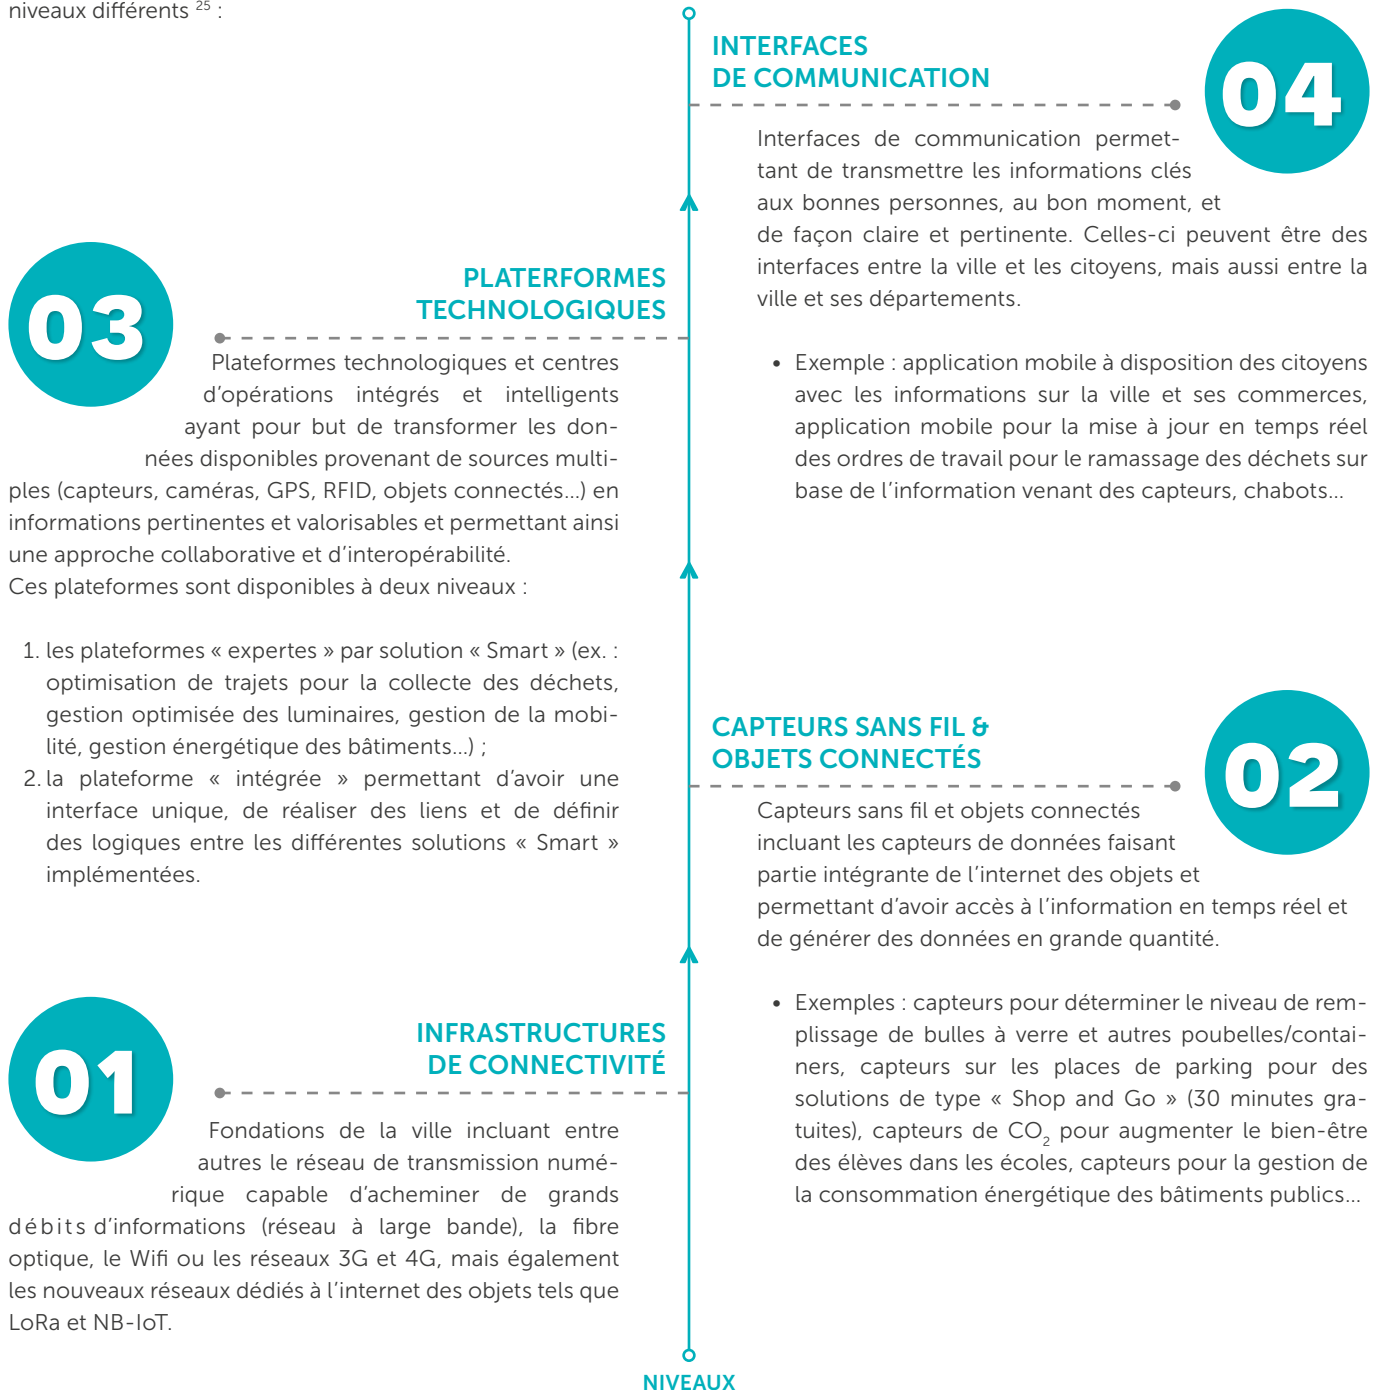 niveaux différents 25 :
INTERFACES
DE COMMUNICATION
04
Interfaces de communication permet-
tant de transmettre les informations clés
aux bonnes personnes, au bon moment, et
de façon claire et pertinente. Celles-ci peuvent être des
interfaces entre la ville et les citoyens, mais aussi entre la
ville et ses départements.
• Exemple : application mobile à disposition des citoyens
avec les informations sur la ville et ses commerces,
application mobile pour la mise à jour en temps réel
des ordres de travail pour le ramassage des déchets sur
base de l'information venant des capteurs, chabots...
03
PLATERFORMES
TECHNOLOGIQUES
Plateformes technologiques et centres
d'opérations intégrés et intelligents
ayant pour but de transformer les don-
nées disponibles provenant de sources multi-
ples (capteurs, caméras, GPS, RFID, objets connectés...) en
informations pertinentes et valorisables et permettant ainsi
une approche collaborative et d'interopérabilité.
Ces plateformes sont disponibles à deux niveaux :
1. les plateformes « expertes » par solution « Smart » (ex. :
optimisation de trajets pour la collecte des déchets,
gestion optimisée des luminaires, gestion de la mobi-
lité, gestion énergétique des bâtiments...) ;
2. la plateforme « intégrée » permettant d'avoir une
interface unique, de réaliser des liens et de définir
des logiques entre les différentes solutions « Smart »
implémentées.
CAPTEURS SANS FIL &
OBJETS CONNECTÉS
02
Capteurs sans fil et objets connectés
incluant les capteurs de données faisant
partie intégrante de l'internet des objets et
permettant d'avoir accès à l'information en temps réel et
de générer des données en grande quantité.
• Exemples : capteurs pour déterminer le niveau de rem-
plissage de bulles à verre et autres poubelles/contai-
ners, capteurs sur les places de parking pour des
solutions de type « Shop and Go » (30 minutes gra-
tuites), capteurs de CO2 pour augmenter le bien-être
des élèves dans les écoles, capteurs pour la gestion de
la consommation énergétique des bâtiments publics...
01
INFRASTRUCTURES
DE CONNECTIVITÉ
Fondations de la ville incluant entre
autres le réseau de transmission numé-
rique capable d'acheminer de grands
débits d'informations (réseau à large bande), la fibre
optique, le Wifi ou les réseaux 3G et 4G, mais également
les nouveaux réseaux dédiés à l'internet des objets tels que
LoRa et NB-IoT.
NIVEAUX